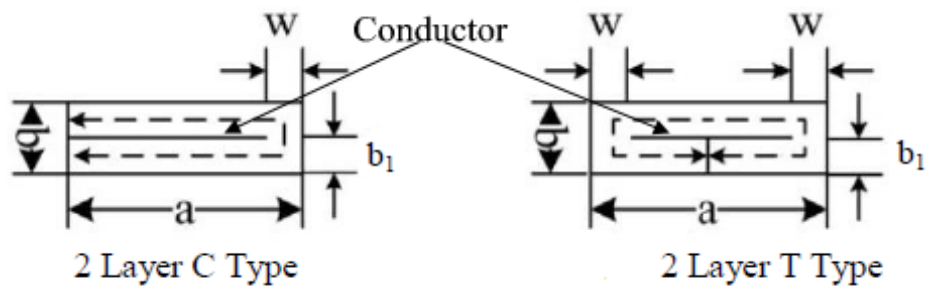 W Conductor W W
b b₁ b b₁
a a
2 Layer C Type 2 Layer T Type